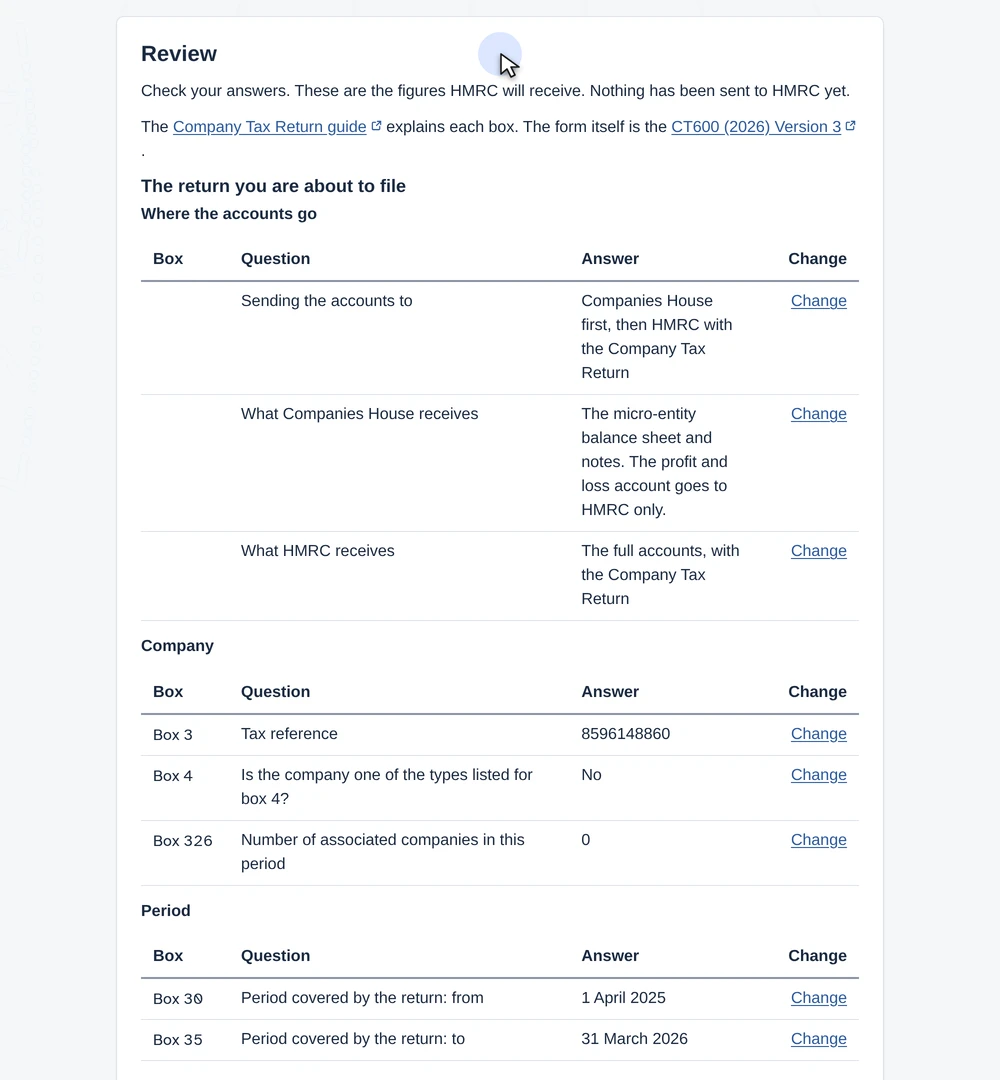 Review
Check your answers. These are the figures HMRC will receive. Nothing has been sent to HMRC yet.
The Company Tax Return guide explains each box. The form itself is the CT600 (2026) Version 3
.
The return you are about to file
Where the accounts go
Box Question Answer Change
Sending the accounts to Companies House Change
first, then HMRC with
the Company Tax
Return
What Companies House receives The micro-entity Change
balance sheet and
notes. The profit and
loss account goes to
HMRC only.
What HMRC receives The full accounts, with Change
the Company Tax
Return
Company
Box Question Answer Change
Box 3 Tax reference 8596148860 Change
Box 4 Is the company one of the types listed for No Change
box 4?
Box 326 Number of associated companies in this 0 Change
period
Period
Box Question Answer Change
Box 30 Period covered by the return: from 1 April 2025 Change
Box 35 Period covered by the return: to 31 March 2026 Change